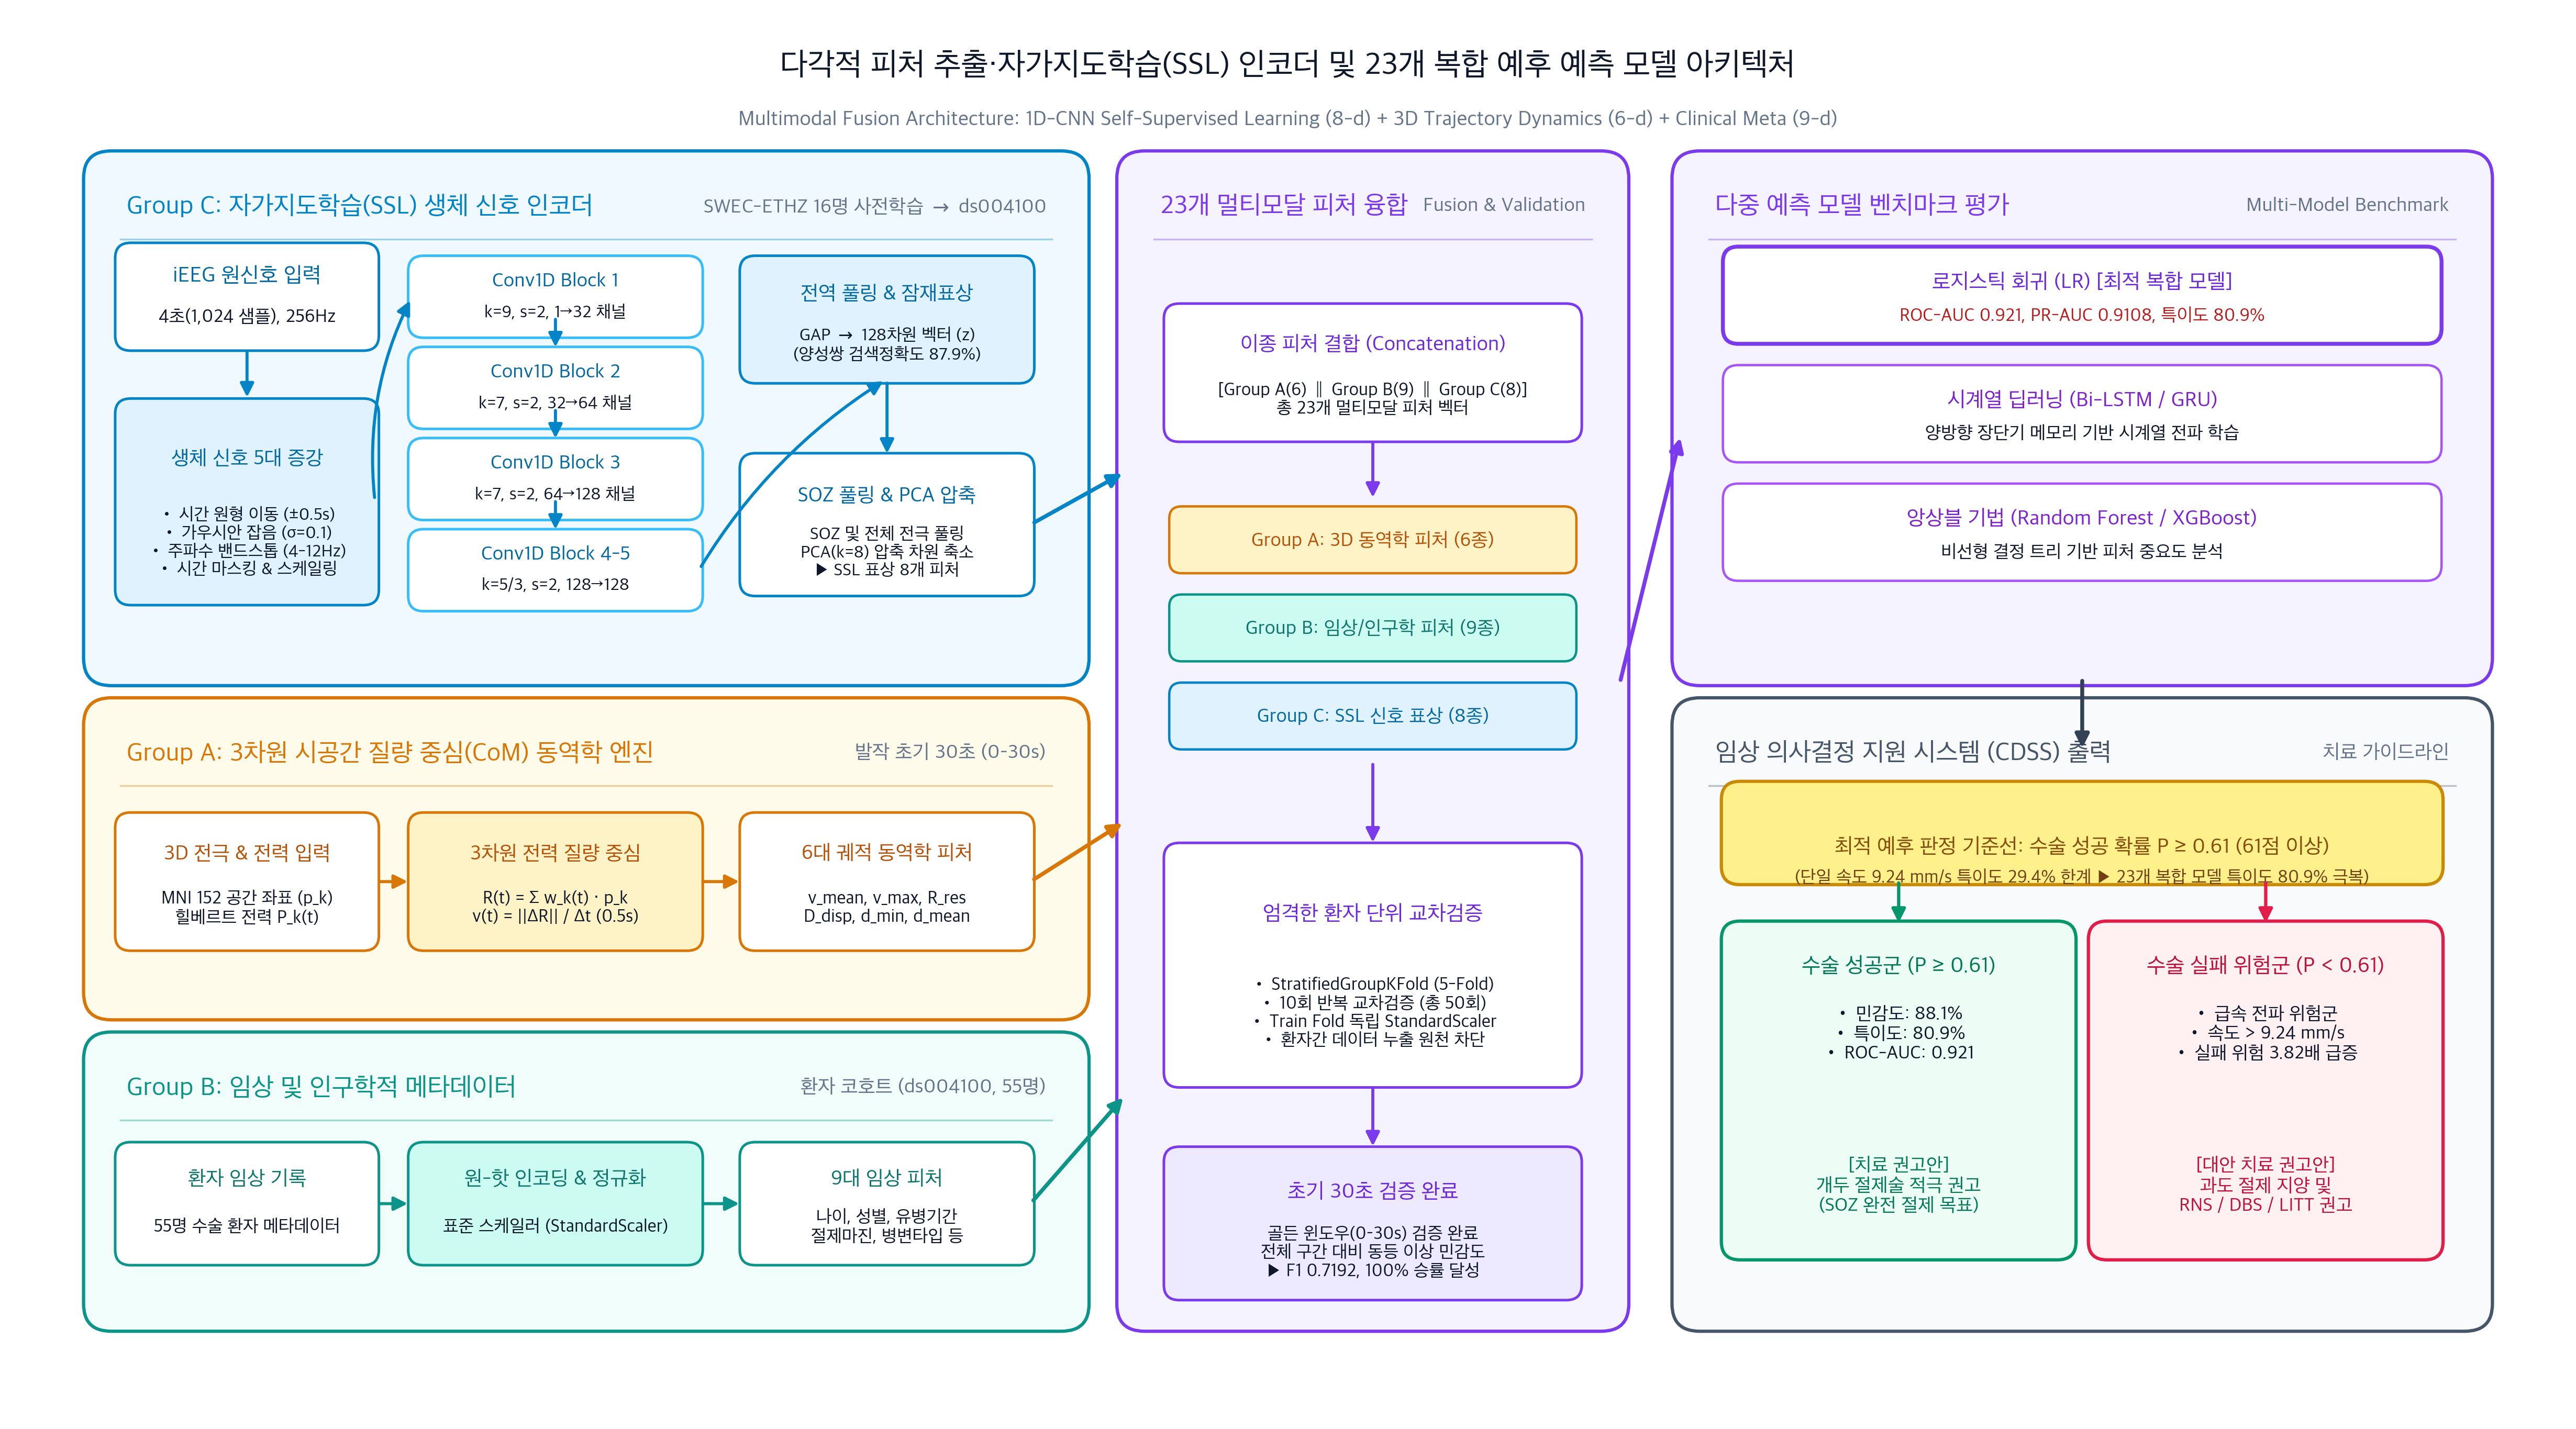 다각적 피처 추출·자가지도학습(SSL) 인코더 및 23개 복합 예후 예측 모델 아키텍처
Multimodal Fusion Architecture: 1D-CNN Self-Supervised Learning (8-d) + 3D Trajectory Dynamics (6-d) + Clinical Meta (9-d)
Group C: 자가지도학습(SSL) 생체 신호 인코더
SWEC-ETHZ 16명 사전학습 → ds004100
iEEG 원신호 입력
4초(1,024 샘플), 256Hz
생체 신호 5대 증강
• 시간 원형 이동 (±0.5s)
• 가우시안 잡음 (σ=0.1)
• 주파수 밴드스톱 (4-12Hz)
• 시간 마스킹 & 스케일링
Conv1D Block 1
k=9, s=2, 1→32 채널
Conv1D Block 2
k=7, s=2, 32→64 채널
Conv1D Block 3
k=7, s=2, 64→128 채널
Conv1D Block 4-5
k=5/3, s=2, 128→128
전역 풀링 & 잠재표상
GAP → 128차원 벡터 (z)
(양성쌍 검색정확도 87.9%)
SOZ 풀링 & PCA 압축
SOZ 및 전체 전극 풀링
PCA(k=8) 압축 차원 축소
▶ SSL 표상 8개 피처
Group A: 3차원 시공간 질량 중심(CoM) 동역학 엔진
발작 초기 30초 (0-30s)
3D 전극 & 전력 입력
MNI 152 공간 좌표 (p_k)
힐베르트 전력 P_k(t)
3차원 전력 질량 중심
R(t) = Σ w_k(t) · p_k
v(t) = ||ΔR|| / Δt (0.5s)
6대 궤적 동역학 피처
v_mean, v_max, R_res
D_disp, d_min, d_mean
Group B: 임상 및 인구학적 메타데이터
환자 코호트 (ds004100, 55명)
환자 임상 기록
55명 수술 환자 메타데이터
원-핫 인코딩 & 정규화
표준 스케일러 (StandardScaler)
9대 임상 피처
나이, 성별, 유병기간
절제마진, 병변타입 등
23개 멀티모달 피처 융합
Fusion & Validation
이종 피처 결합 (Concatenation)
[Group A(6) ∥ Group B(9) ∥ Group C(8)]
총 23개 멀티모달 피처 벡터
Group A: 3D 동역학 피처 (6종)
Group B: 임상/인구학 피처 (9종)
Group C: SSL 신호 표상 (8종)
엄격한 환자 단위 교차검증
• StratifiedGroupKFold (5-Fold)
• 10회 반복 교차검증 (총 50회)
• Train Fold 독립 StandardScaler
• 환자간 데이터 누출 원천 차단
초기 30초 검증 완료
골든 윈도우(0-30s) 검증 완료
전체 구간 대비 동등 이상 민감도
▶ F1 0.7192, 100% 승률 달성
다중 예측 모델 벤치마크 평가
Multi-Model Benchmark
로지스틱 회귀 (LR) [최적 복합 모델]
ROC-AUC 0.921, PR-AUC 0.9108, 특이도 80.9%
시계열 딥러닝 (Bi-LSTM / GRU)
양방향 장단기 메모리 기반 시계열 전파 학습
앙상블 기법 (Random Forest / XGBoost)
비선형 결정 트리 기반 피처 중요도 분석
임상 의사결정 지원 시스템 (CDSS) 출력
치료 가이드라인
최적 예후 판정 기준선: 수술 성공 확률 P ≥ 0.61 (61점 이상)
(단일 속도 9.24 mm/s 특이도 29.4% 한계 ▶ 23개 복합 모델 특이도 80.9% 극복)
수술 성공군 (P ≥ 0.61)
• 민감도: 88.1%
• 특이도: 80.9%
• ROC-AUC: 0.921
[치료 권고안]
개두 절제술 적극 권고
(SOZ 완전 절제 목표)
수술 실패 위험군 (P < 0.61)
• 급속 전파 위험군
• 속도 > 9.24 mm/s
• 실패 위험 3.82배 급증
[대안 치료 권고안]
과도 절제 지양 및
RNS / DBS / LITT 권고